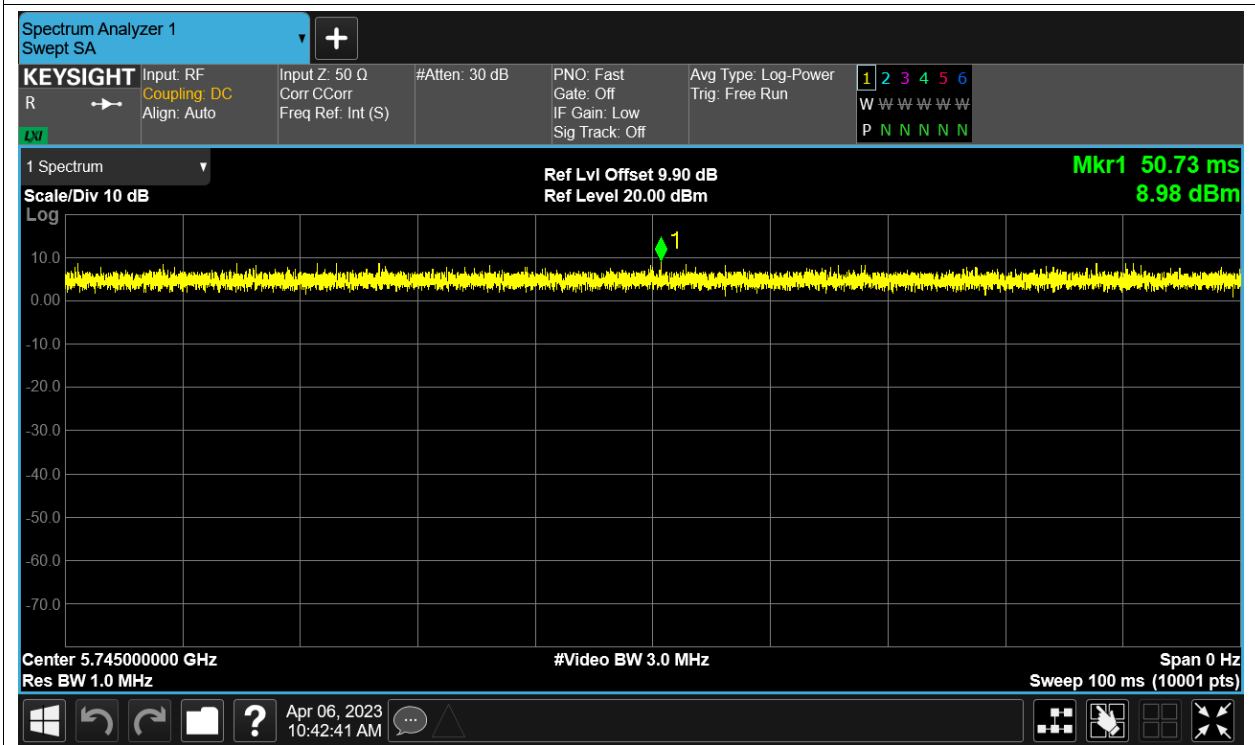 Spectrum Analyzer 1
Swept SA
KEYSIGHT
R
LXI
Input: RF
Coupling: DC
Align: Auto
Input Z: 50 Ω
Corr CCorr
Freq Ref: Int (S)
#Atten: 30 dB
PNO: Fast
Gate: Off
IF Gain: Low
Sig Track: Off
Avg Type: Log-Power
Trig: Free Run
1 2 3 4 5 6
W W W W W W
P N N N N N
1 Spectrum
Scale/Div 10 dB
Ref Lvl Offset 9.90 dB
Ref Level 20.00 dBm
Mkr1 50.73 ms
8.98 dBm
Log
1
10.0
0.00
-10.0
-20.0
-30.0
-40.0
-50.0
-60.0
-70.0
Center 5.745000000 GHz
Res BW 1.0 MHz
#Video BW 3.0 MHz
Span 0 Hz
Sweep 100 ms (10001 pts)
?
Apr 06, 2023
10:42:41 AM